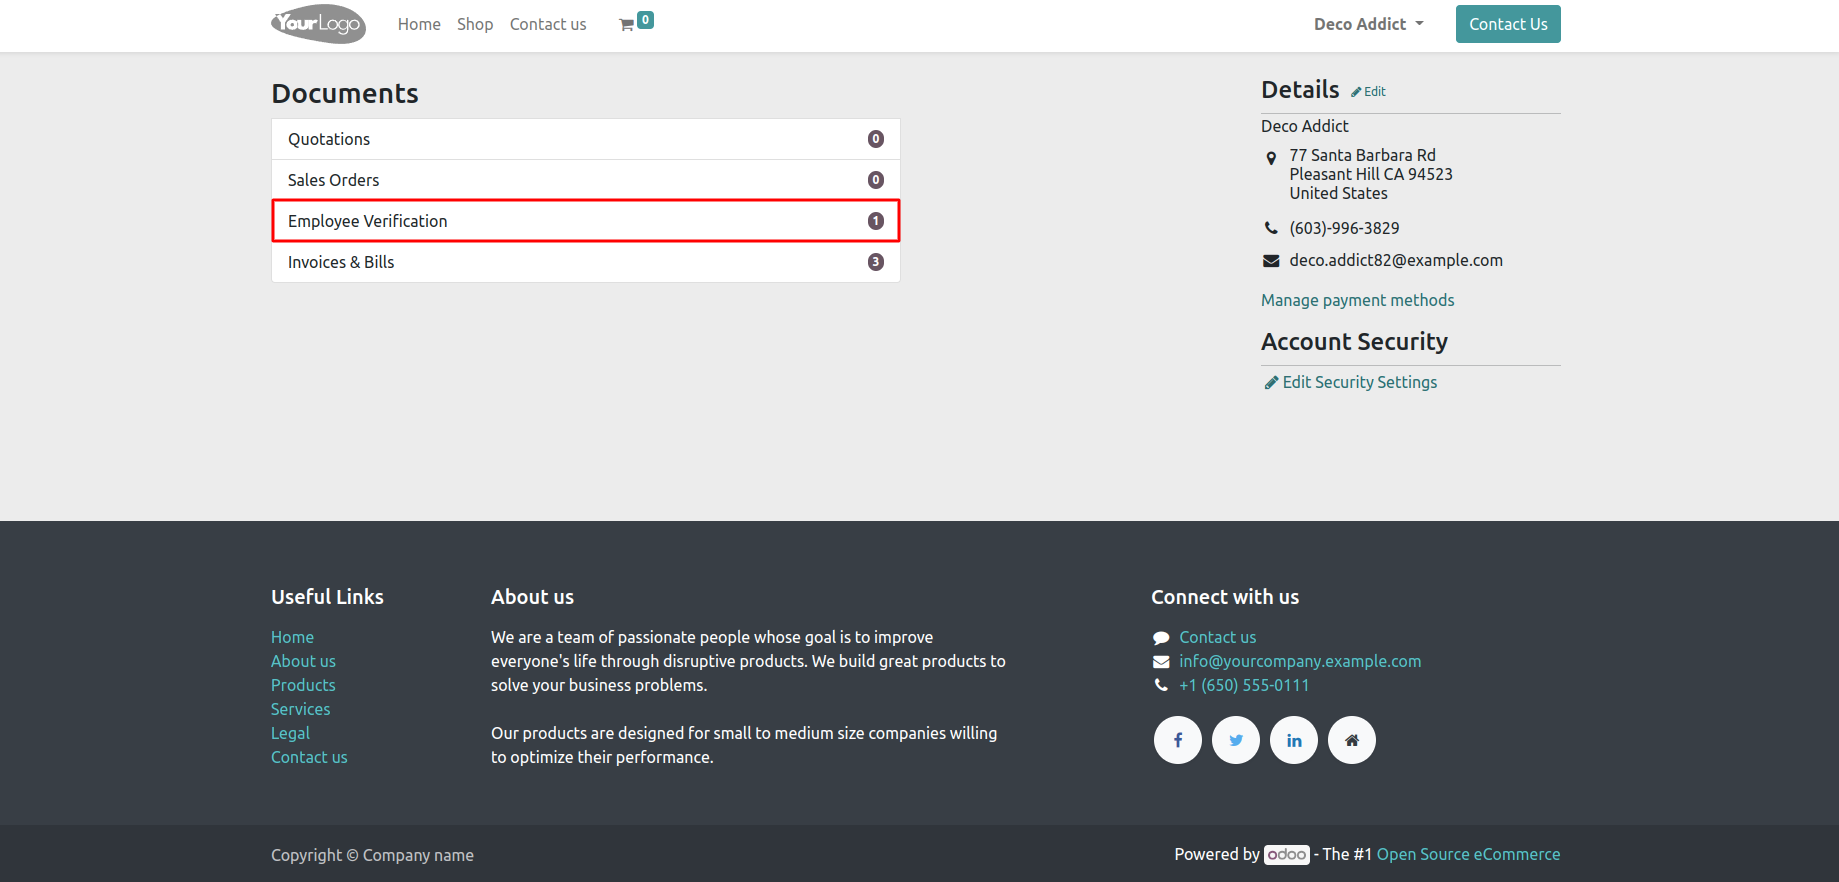 YourLogo
Home Shop Contact us 0
Deco Addict
Contact Us
Documents
Quotations 0
Sales Orders 0
Employee Verification 1
Invoices & Bills 3
Details Edit
Deco Addict
77 Santa Barbara Rd
Pleasant Hill CA 94523
United States
(603)-996-3829
deco.addict82@example.com
Manage payment methods
Account Security
Edit Security Settings
Useful Links
Home
About us
Products
Services
Legal
Contact us
About us
We are a team of passionate people whose goal is to improve
everyone's life through disruptive products. We build great products to
solve your business problems.
Our products are designed for small to medium size companies willing
to optimize their performance.
Connect with us
Contact us
info@yourcompany.example.com
+1 (650) 555-0111
Copyright © Company name
Powered by odoo - The #1 Open Source eCommerce